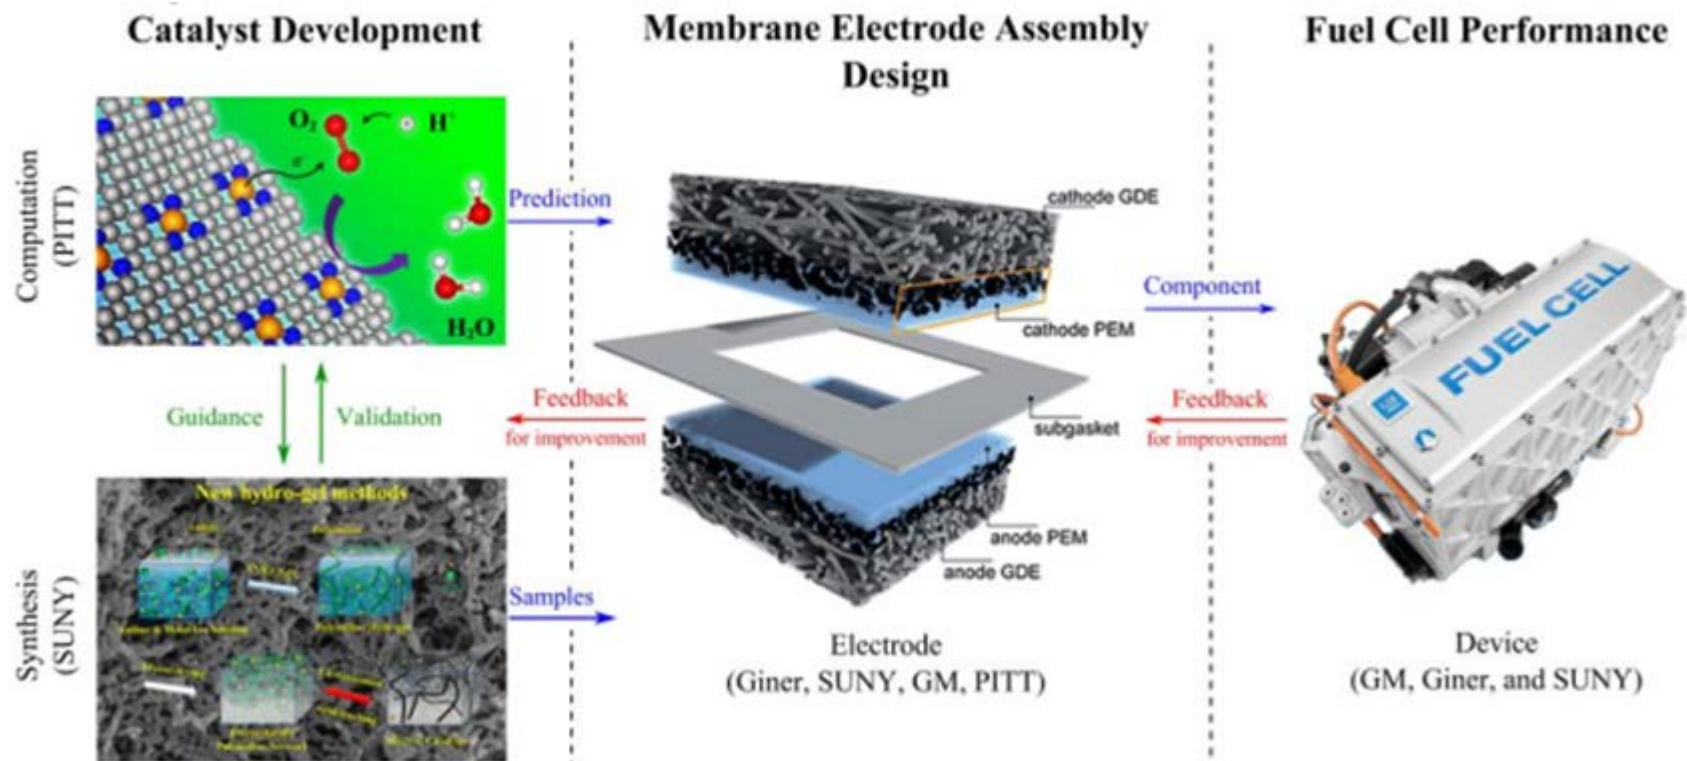 Catalyst Development
Membrane Electrode Assembly
Design
Fuel Cell Performance
Computation
(PITT)
O₂
H⁺
e⁻
H₂O
Prediction
cathode GDE
cathode PEM
Component
FUEL CELL
Guidance
Validation
Feedback
for improvement
subgasket
Feedback
for improvement
Synthesis
(SUNY)
New hydro-gel methods
anode PEM
anode GDE
Samples
Electrode
(Giner, SUNY, GM, PITT)
Device
(GM, Giner, and SUNY)